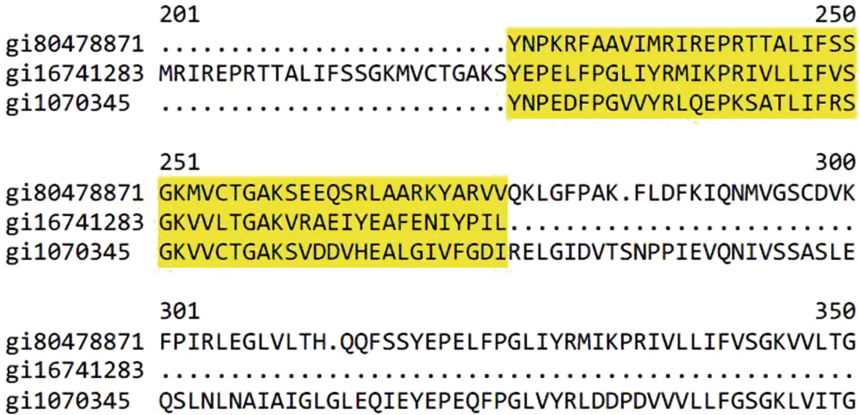 201 250
gi80478871 ...........................YNPKRFAAVIMRIREPRTTALIFSS
gi16741283 MRIREPRTTALIFSSGKMVCTGAKSYEPELFPGLIYRMIKPRIVLLIFVS
gi1070345 ...........................YNPEDFPGVVYRLQEPKSATLIFRS
251 300
gi80478871 GKMVCTGAKSEEQSRLAARKYARVVQKLGFPAK.FLDFKIQNMVGSCDVK
gi16741283 GKVVLTGAKVRAEIYEAFENIYPIL.........................
gi1070345 GKVVCTGAKSVDDVHEALGIVFGDIRELGIDVTSNPPIEVQNIVSSASLE
301 350
gi80478871 FPIRLEGLVLTH.QQFSSYEPELFPGLIYRMIKPRIVLLIFVSGKVVLTG
gi16741283 ..................................................
gi1070345 QSLNLNAIAIGLGLEQIEYEPEQFPGLVYRLDDPDVVVLLFGSGKLVITG